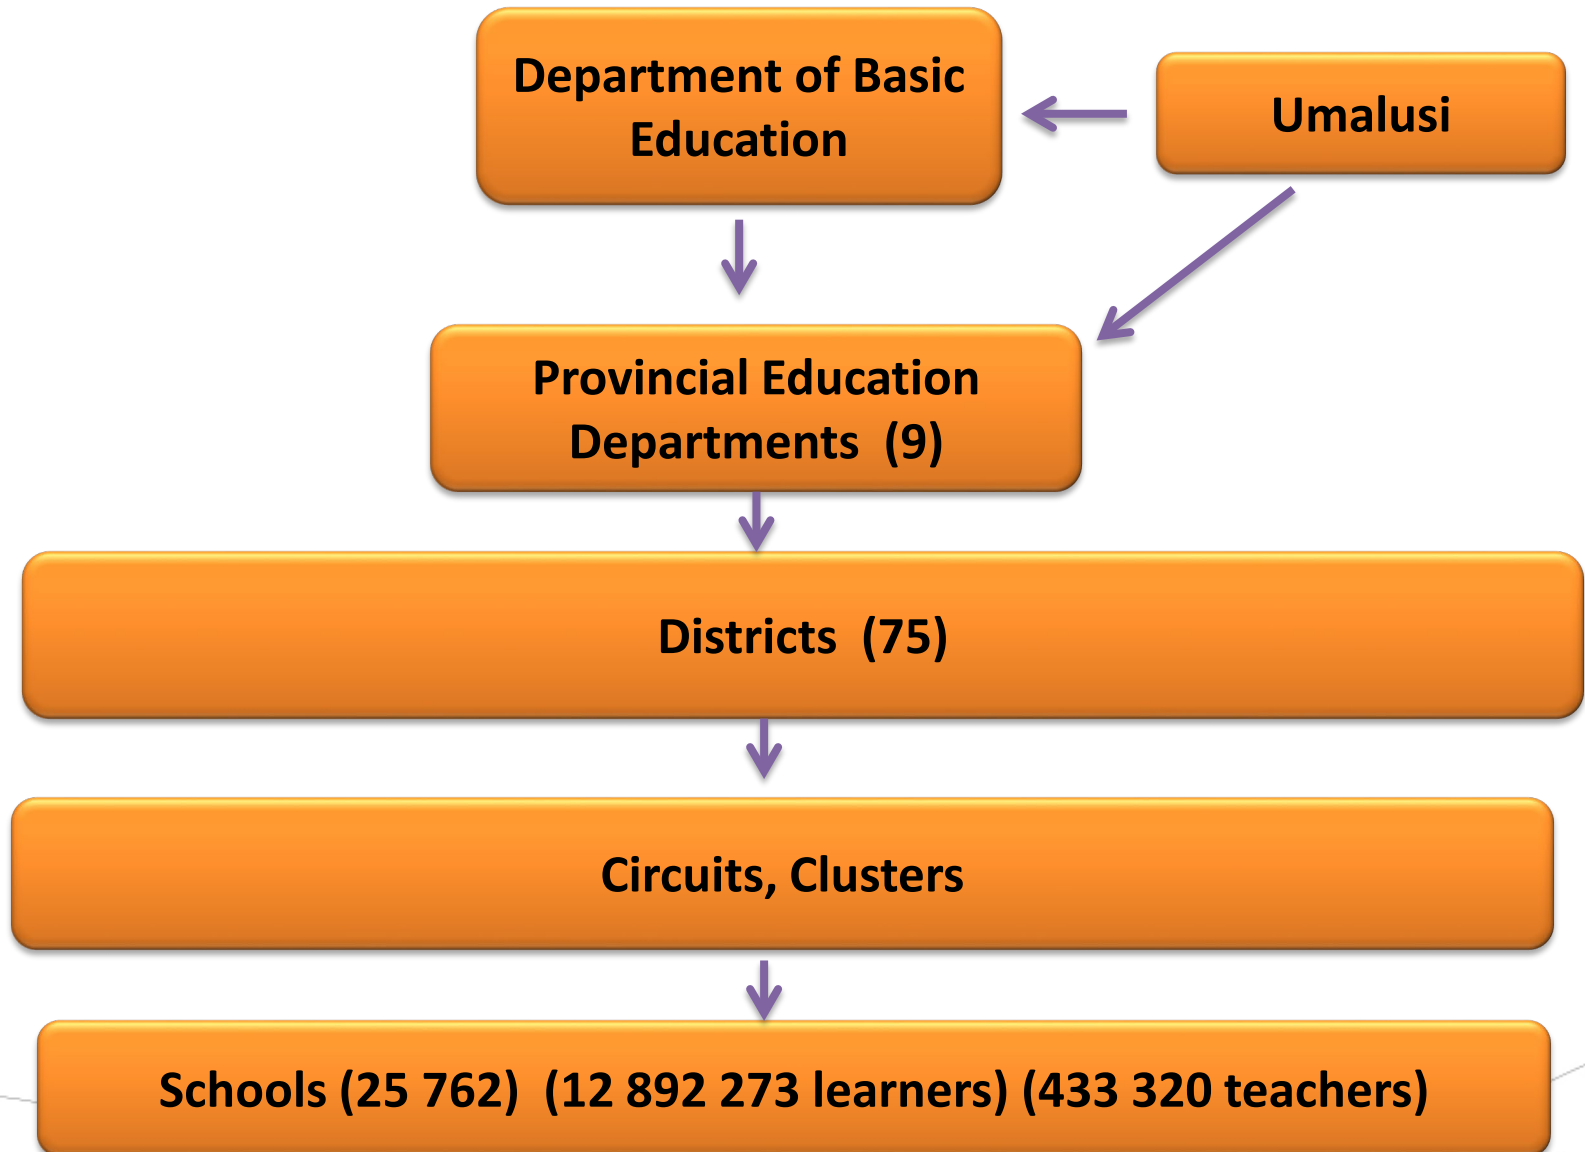 Department of Basic
Education
Umalusi
Provincial Education
Departments (9)
Districts (75)
Circuits, Clusters
Schools (25 762) (12 892 273 learners) (433 320 teachers)